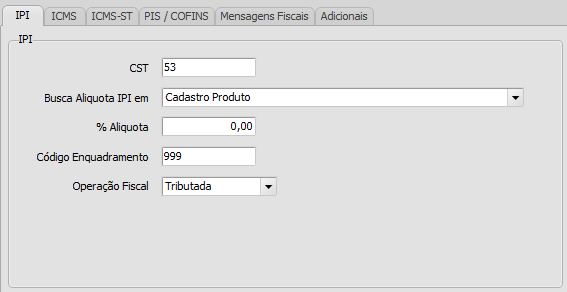 IPI ICMS ICMS-ST PIS / COFINS Mensagens Fiscais Adicionais
IPI
CST 53
Busca Aliquota IPI em Cadastro Produto
% Aliquota 0,00
Código Enquadramento 999
Operação Fiscal Tributada